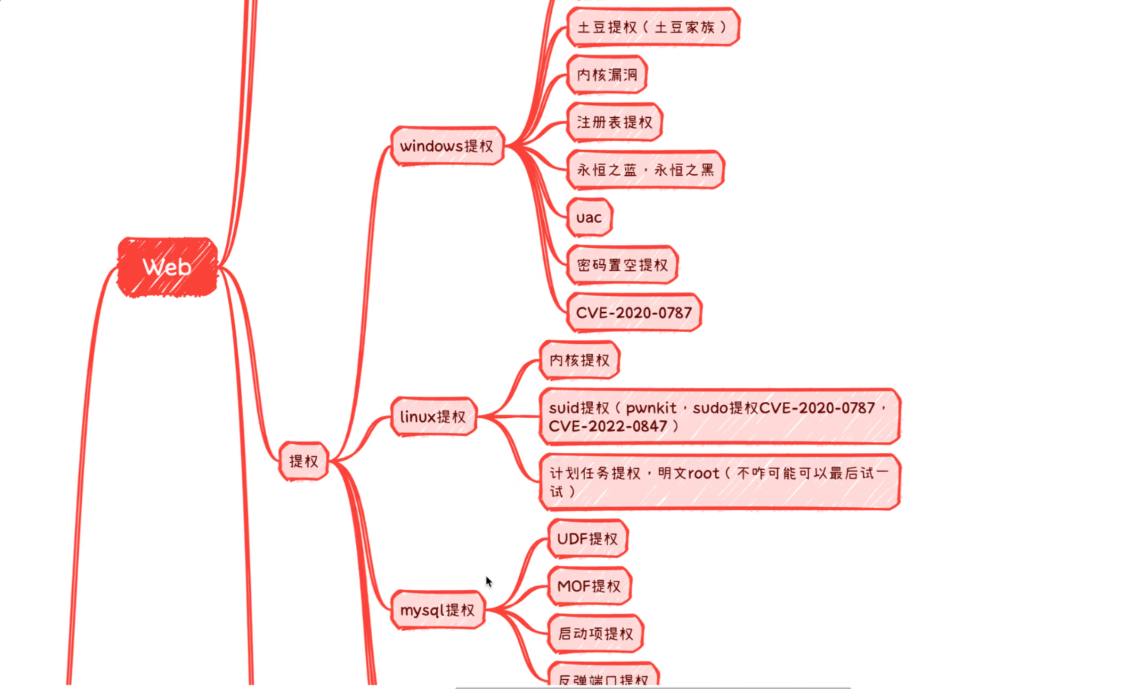 土豆提权（土豆家族）
内核漏洞
注册表提权
windows提权
永恒之蓝，永恒之黑
uac
密码置空提权
Web
CVE-2020-0787
内核提权
linux提权
suid提权（pwnkit，sudo提权CVE-2020-0787，
CVE-2022-0847）
提权
计划任务提权，明文root（不咋可能可以最后试一
试）
UDF提权
MOF提权
mysql提权
启动项提权
反弹端口提权